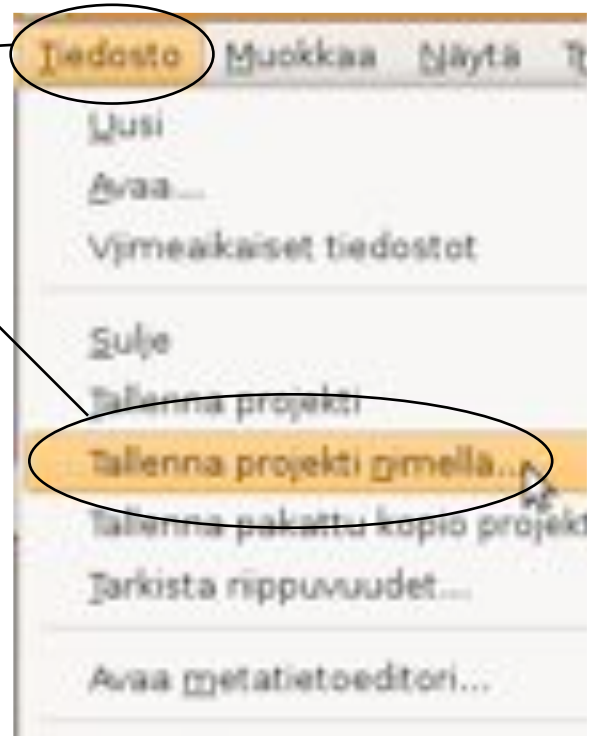 Tiedosto Muokkaa Näytä
Uusi
Avaa...
Viimeaikaiset tiedostot
Sulje
Tallenna projekti
Tallenna projekti nimellä...
Tallenna pakattu kopio projekt
Tarkista riippuvuudet...
Avaa metatietoeditori...